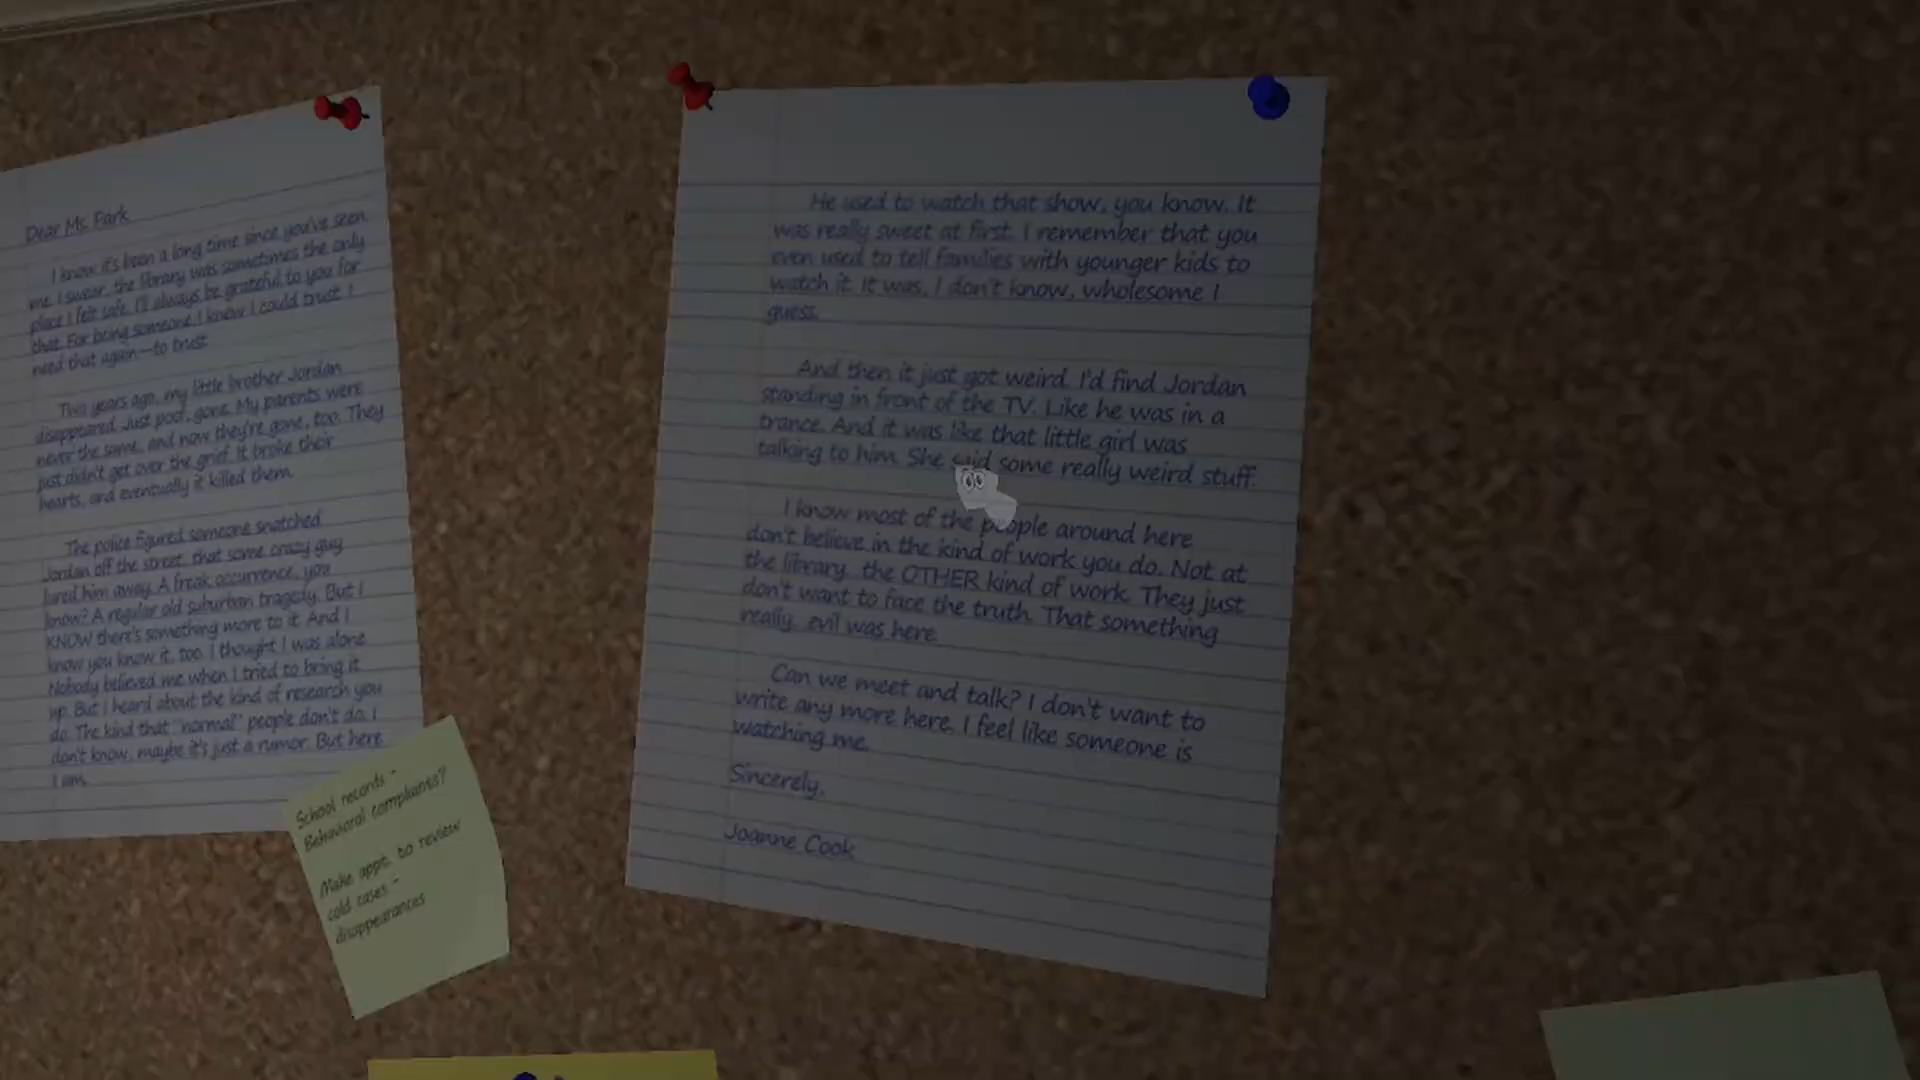 Dear Ms. Park,
I know it's been a long time since you've seen
me. I swear, the library was sometimes the only
place I felt safe. I'll always be grateful to you for
that. For being someone I knew I could trust. I
need that again—to trust.
Two years ago, my little brother Jordan
disappeared. Just poof, gone. My parents were
never the same, and now they're gone, too. They
just didn't get over the grief. It broke their
hearts, and eventually it killed them.
The police figured someone snatched
Jordan off the street, that some crazy guy
lured him away. A freak occurrence, you
know? A regular old suburban tragedy. But I
KNOW there's something more to it. And I
know you know it, too. I thought I was alone.
Nobody believed me when I tried to bring it
up. But I heard about the kind of research you
do. The kind that "normal" people don't do. I
don't know, maybe it's just a rumor. But here
I am.
School records -
Behavioral complaints?
Make appt. to review
cold cases -
disappearances
He used to watch that show, you know. It
was really sweet at first. I remember that you
even used to tell families with younger kids to
watch it. It was, I don't know, wholesome I
guess.
And then it just got weird. I'd find Jordan
standing in front of the TV. Like he was in a
trance. And it was like that little girl was
talking to him. She said some really weird stuff.
I know most of the people around here
don't believe in the kind of work you do. Not at
the library, the OTHER kind of work. They just
don't want to face the truth. That something
really, evil was here.
Can we meet and talk? I don't want to
write any more here. I feel like someone is
watching me.
Sincerely,
Joanne Cook